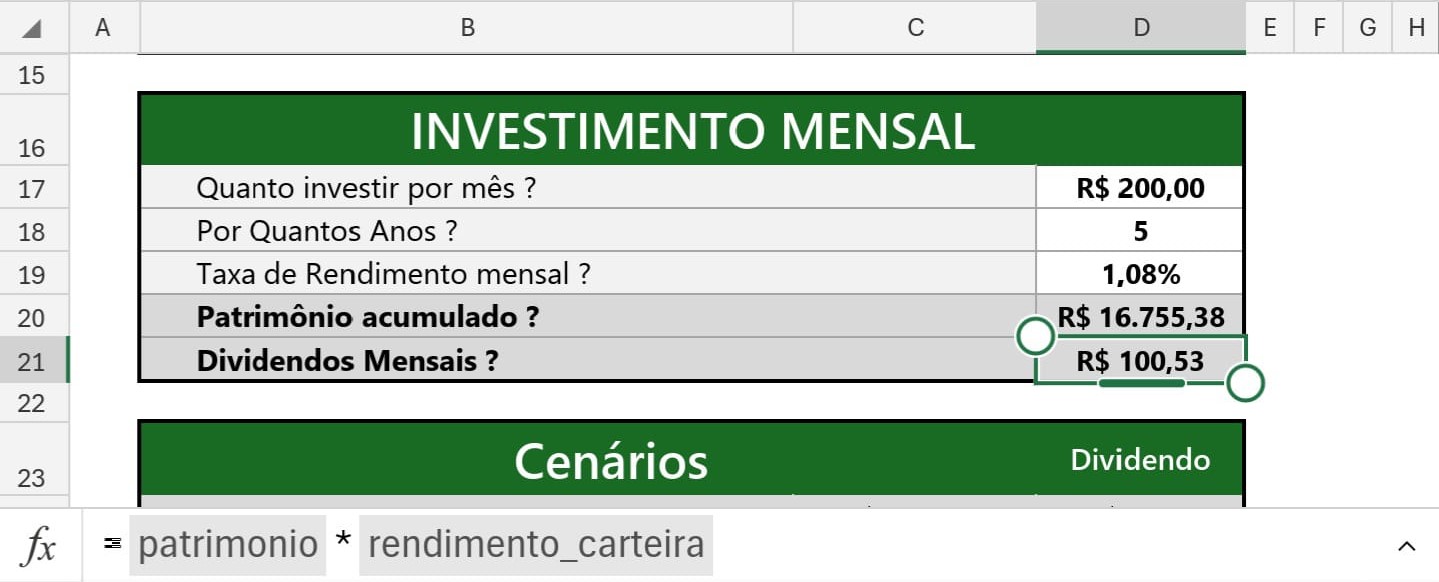 A B C D E F G H
15
16 INVESTIMENTO MENSAL
17 Quanto investir por mês ? R$ 200,00
18 Por Quantos Anos ? 5
19 Taxa de Rendimento mensal ? 1,08%
20 Patrimônio acumulado ? R$ 16.755,38
21 Dividendos Mensais ? R$ 100,53
22
23 Cenários Dividendo
fx = patrimonio * rendimento_carteira